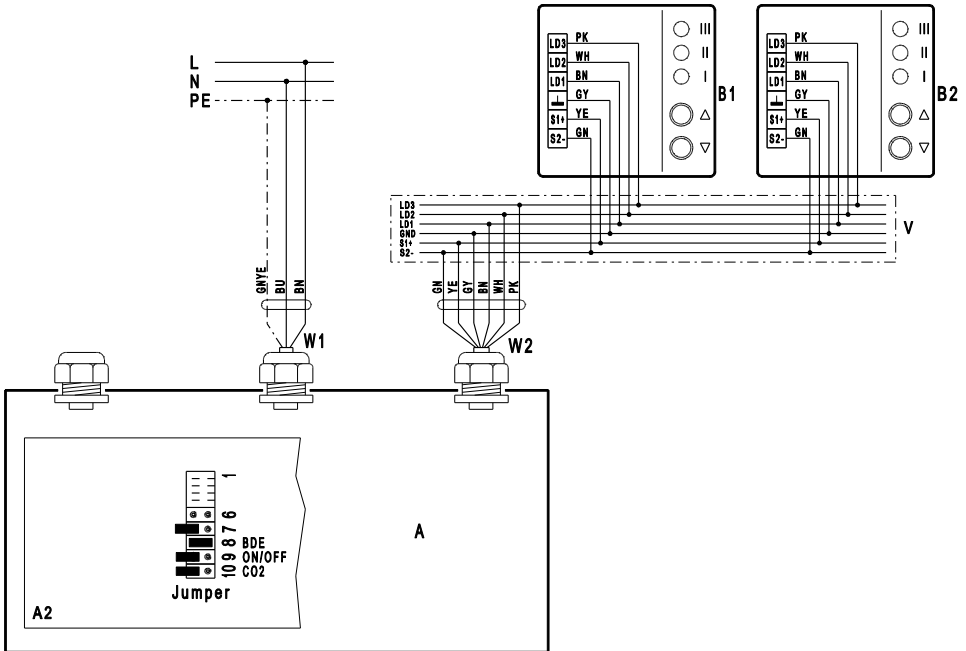 L
N
PE
GNYE
BU
BN
W1
LD3 PK
LD2 WH
LD1 BN
GY
S1+ YE
S2- GN
III
II
I
B1
LD3 PK
LD2 WH
LD1 BN
GY
S1+ YE
S2- GN
III
II
I
B2
LD3
LD2
LD1
GND
S1+
S2-
V
GN
YE
GY
BN
WH
PK
W2
1
6
7
8 BDE
9 ON/OFF
10 CO2
Jumper
A2
A